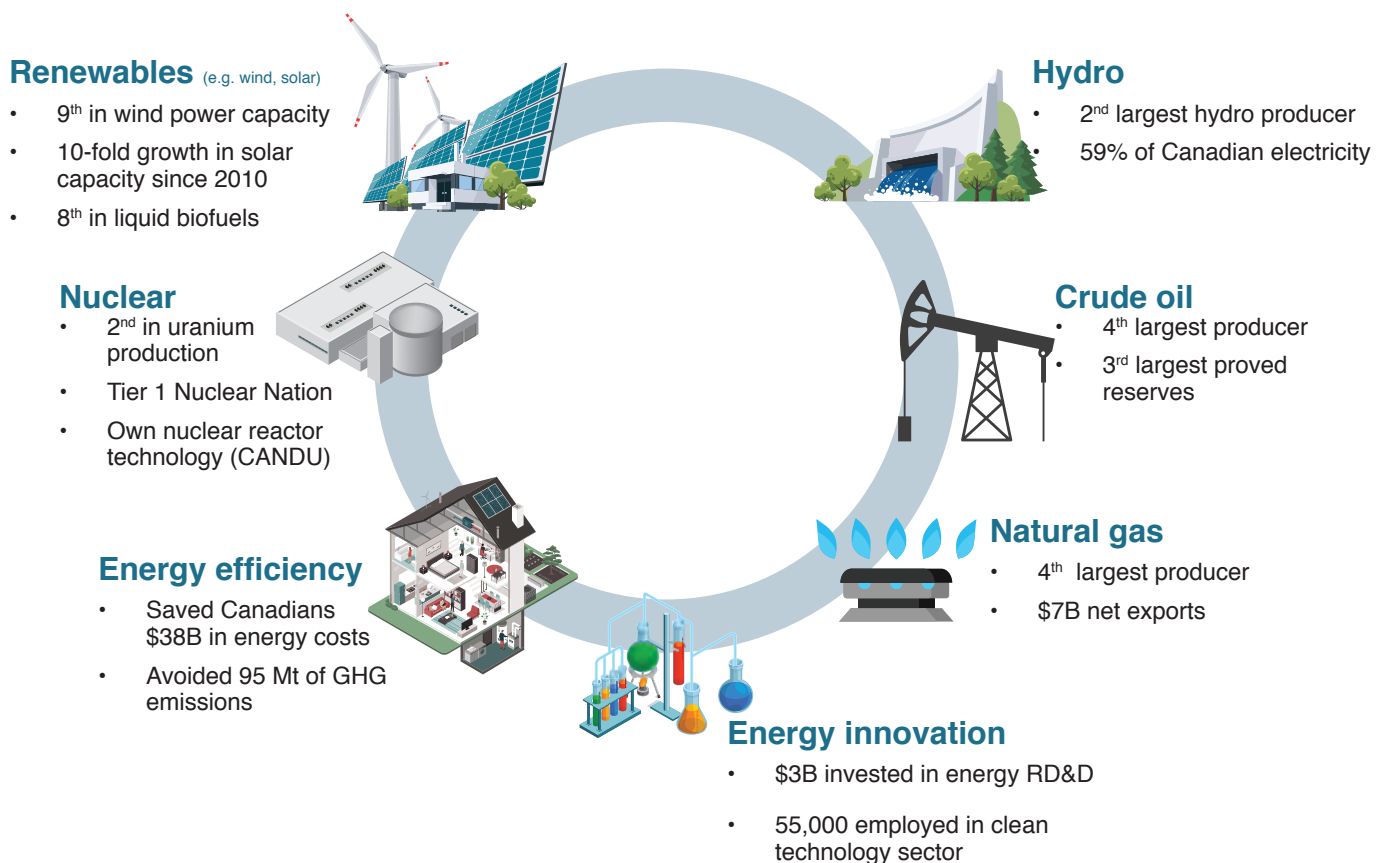 Renewables (e.g. wind, solar)
• 9th in wind power capacity
• 10-fold growth in solar
capacity since 2010
• 8th in liquid biofuels
Hydro
• 2nd largest hydro producer
• 59% of Canadian electricity
Nuclear
• 2nd in uranium
production
• Tier 1 Nuclear Nation
• Own nuclear reactor
technology (CANDU)
Crude oil
• 4th largest producer
• 3rd largest proved
reserves
Energy efficiency
• Saved Canadians
$38B in energy costs
• Avoided 95 Mt of GHG
emissions
Natural gas
• 4th largest producer
• $7B net exports
Energy innovation
• $3B invested in energy RD&D
• 55,000 employed in clean
technology sector